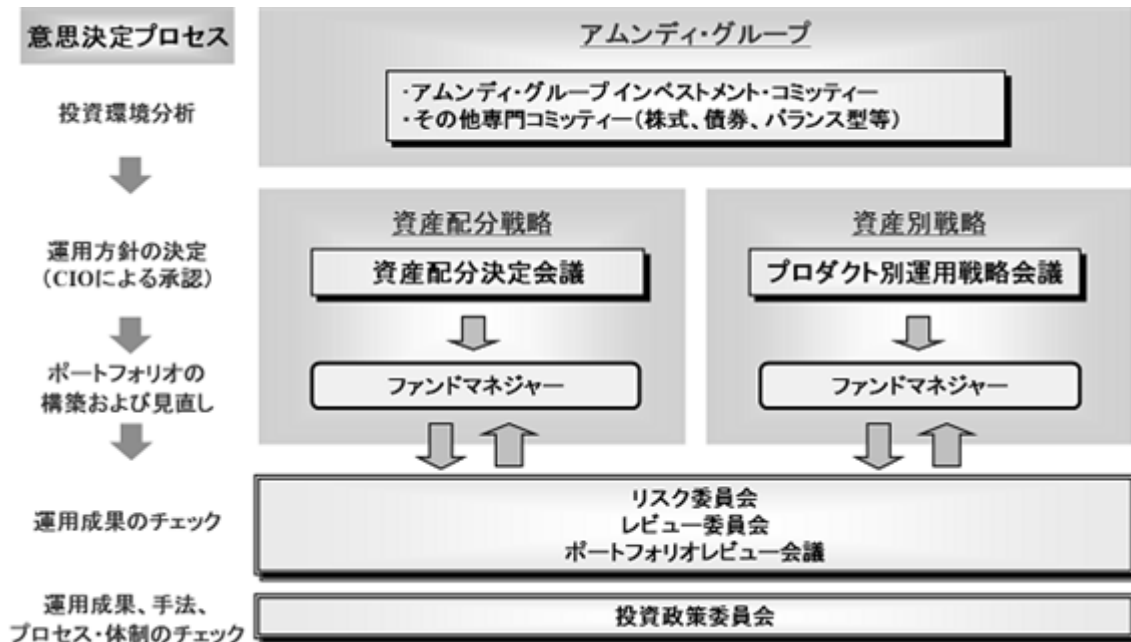 意思決定プロセス
アムンディ・グループ
投資環境分析
・アムンディ・グループ インベストメント・コミッティー
・その他専門コミッティー(株式、債券、バランス型等)
資産配分戦略
資産別戦略
運用方針の決定
(CIOによる承認)
資産配分決定会議
プロダクト別運用戦略会議
ポートフォリオの
構築および見直し
ファンドマネジャー
ファンドマネジャー
運用成果のチェック
リスク委員会
レビュー委員会
ポートフォリオレビュー会議
運用成果、手法、
プロセス・体制のチェック
投資政策委員会